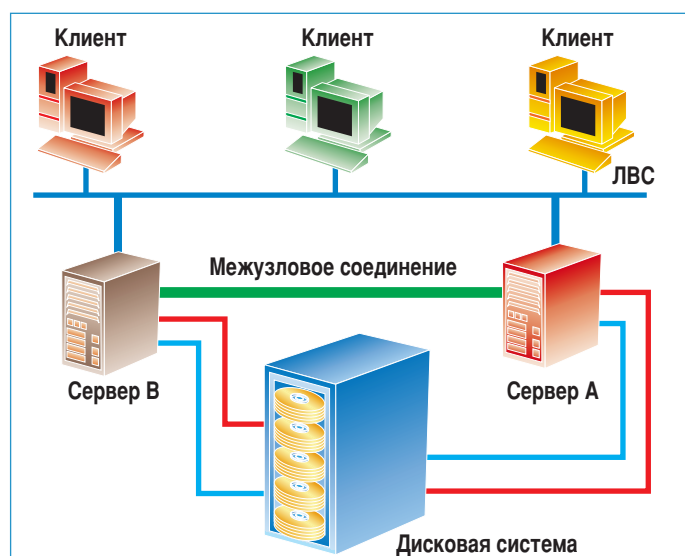 Клиент
Клиент
Клиент
ЛВС
Межузловое соединение
Сервер В
Сервер А
Дисковая система